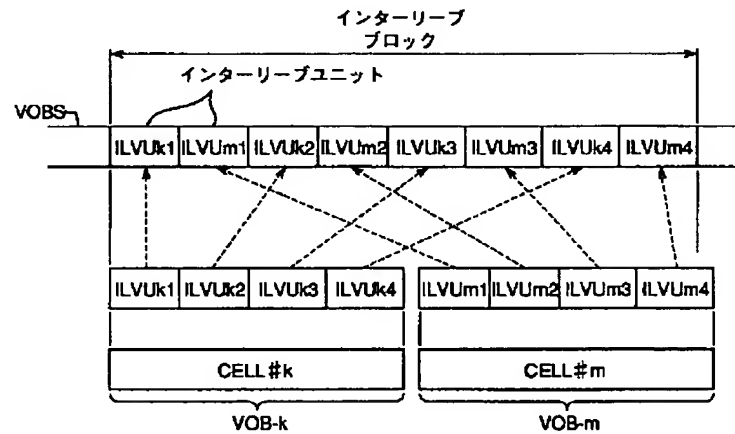 インターリーブ
ブロック
インターリーブユニット
VOBS
ILVUk1 ILVUm1 ILVUk2 ILVUm2 ILVUk3 ILVUm3 ILVUk4 ILVUm4
ILVUk1 ILVUk2 ILVUk3 ILVUk4 ILVUm1 ILVUm2 ILVUm3 ILVUm4
CELL#k CELL#m
VOB-k VOB-m